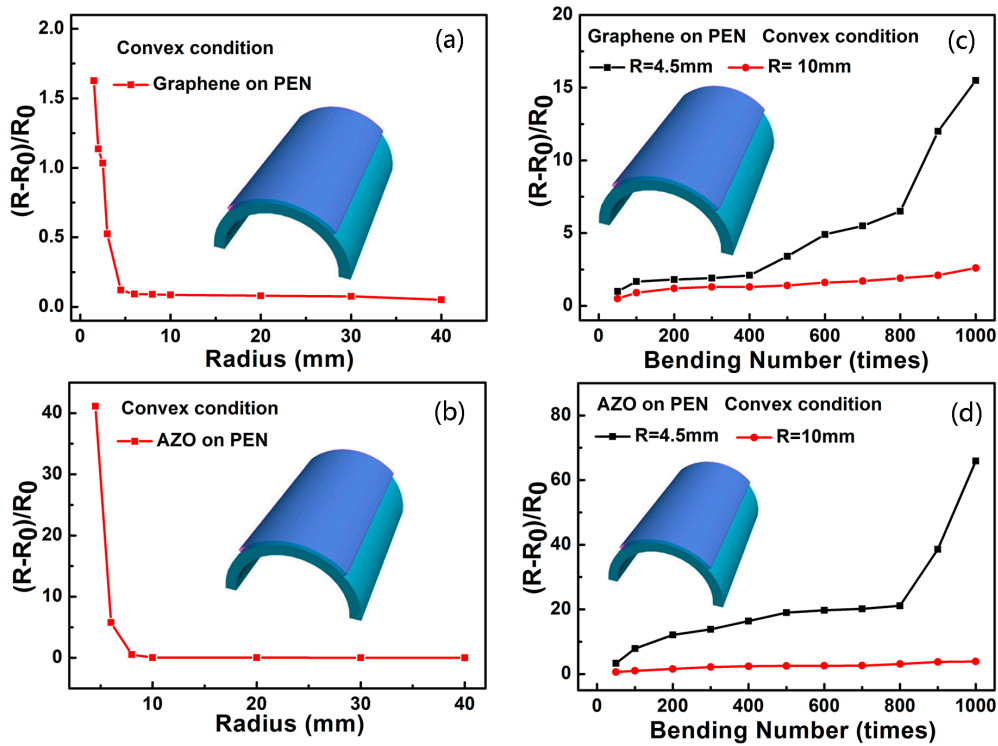 (a)
Convex condition
Graphene on PEN
(R-R0)/R0
2.0
1.5
1.0
0.5
0.0
0 10 20 30 40
Radius (mm)
(c)
Graphene on PEN Convex condition
R=4.5mm R= 10mm
(R-R0)/R0
20
15
10
5
0
0 200 400 600 800 1000
Bending Number (times)
(b)
Convex condition
AZO on PEN
(R-R0)/R0
40
30
20
10
0
10 20 30 40
Radius (mm)
(d)
AZO on PEN Convex condition
R=4.5mm R=10mm
(R-R0)/R0
80
60
40
20
0
0 200 400 600 800 1000
Bending Number (times)